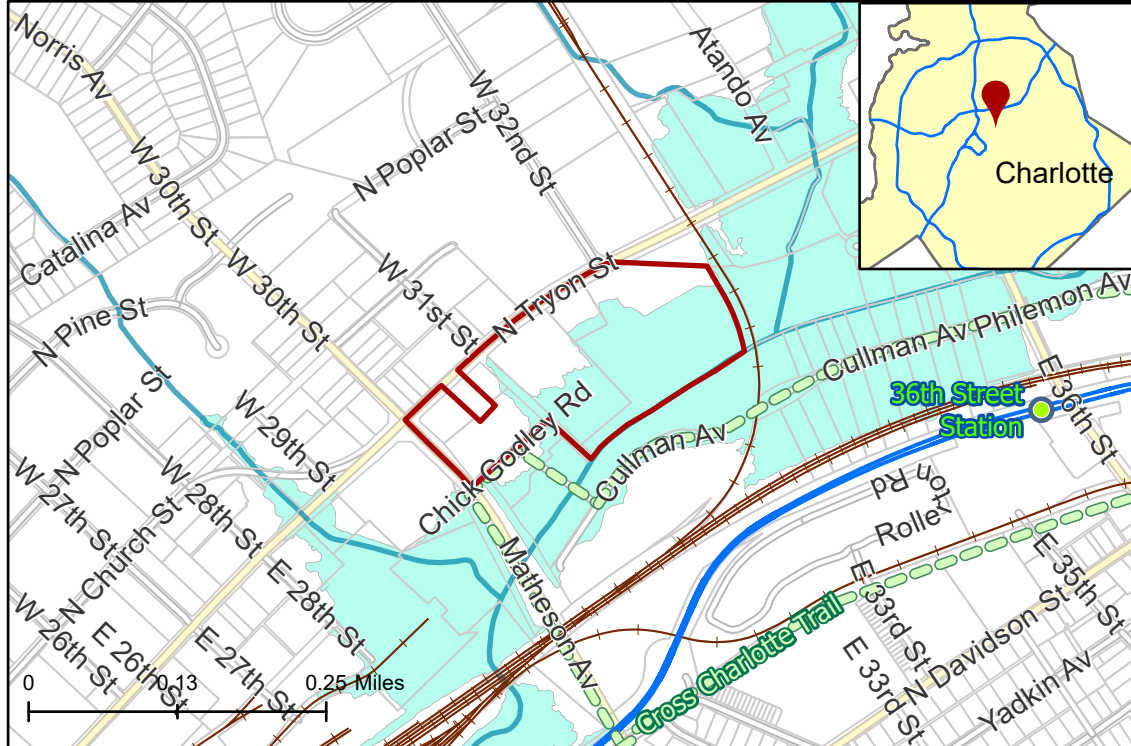 Norris Av
W 32nd St
Atando Av
N Poplar St
Charlotte
W 30th St
Catalina Av
W 30th St
W 31st St
N Tryon St
N Pine St
Cullman Av
Philemon Av
E 36th St
36th Street
Station
N Poplar St
W 29th St
Chick Godley Rd
Cullman Av
W 27th St
W 28th St
N Church St
Matheson Av
Rd
ton
Rolle
E 35th St
E 33rd St
E 28th St
W 26th St
E 26th St
E 27th St
E 33rd St
N Davidson St
Yadkin Av
Cross Charlotte Trail
0 0.13 0.25 Miles